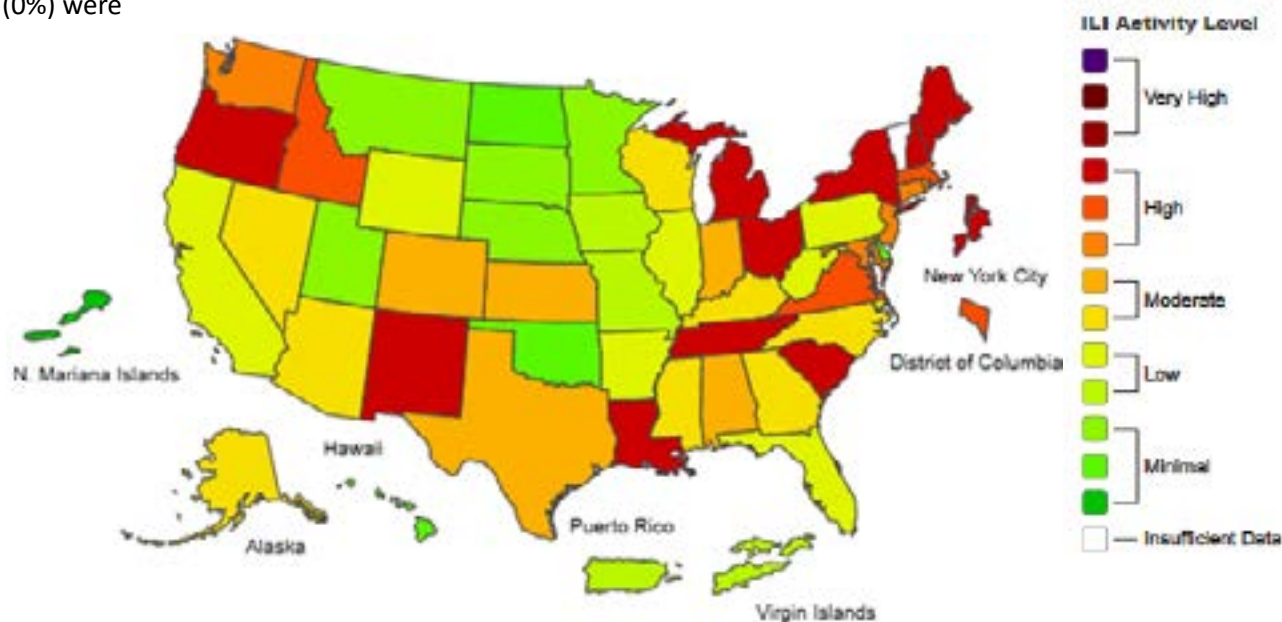 (0%) were
ILI Activity Level
Very High
High
Moderate
Low
Minimal
Insufficient Data
New York City
District of Columbia
N. Mariana Islands
Hawaii
Alaska
Puerto Rico
Virgin Islands